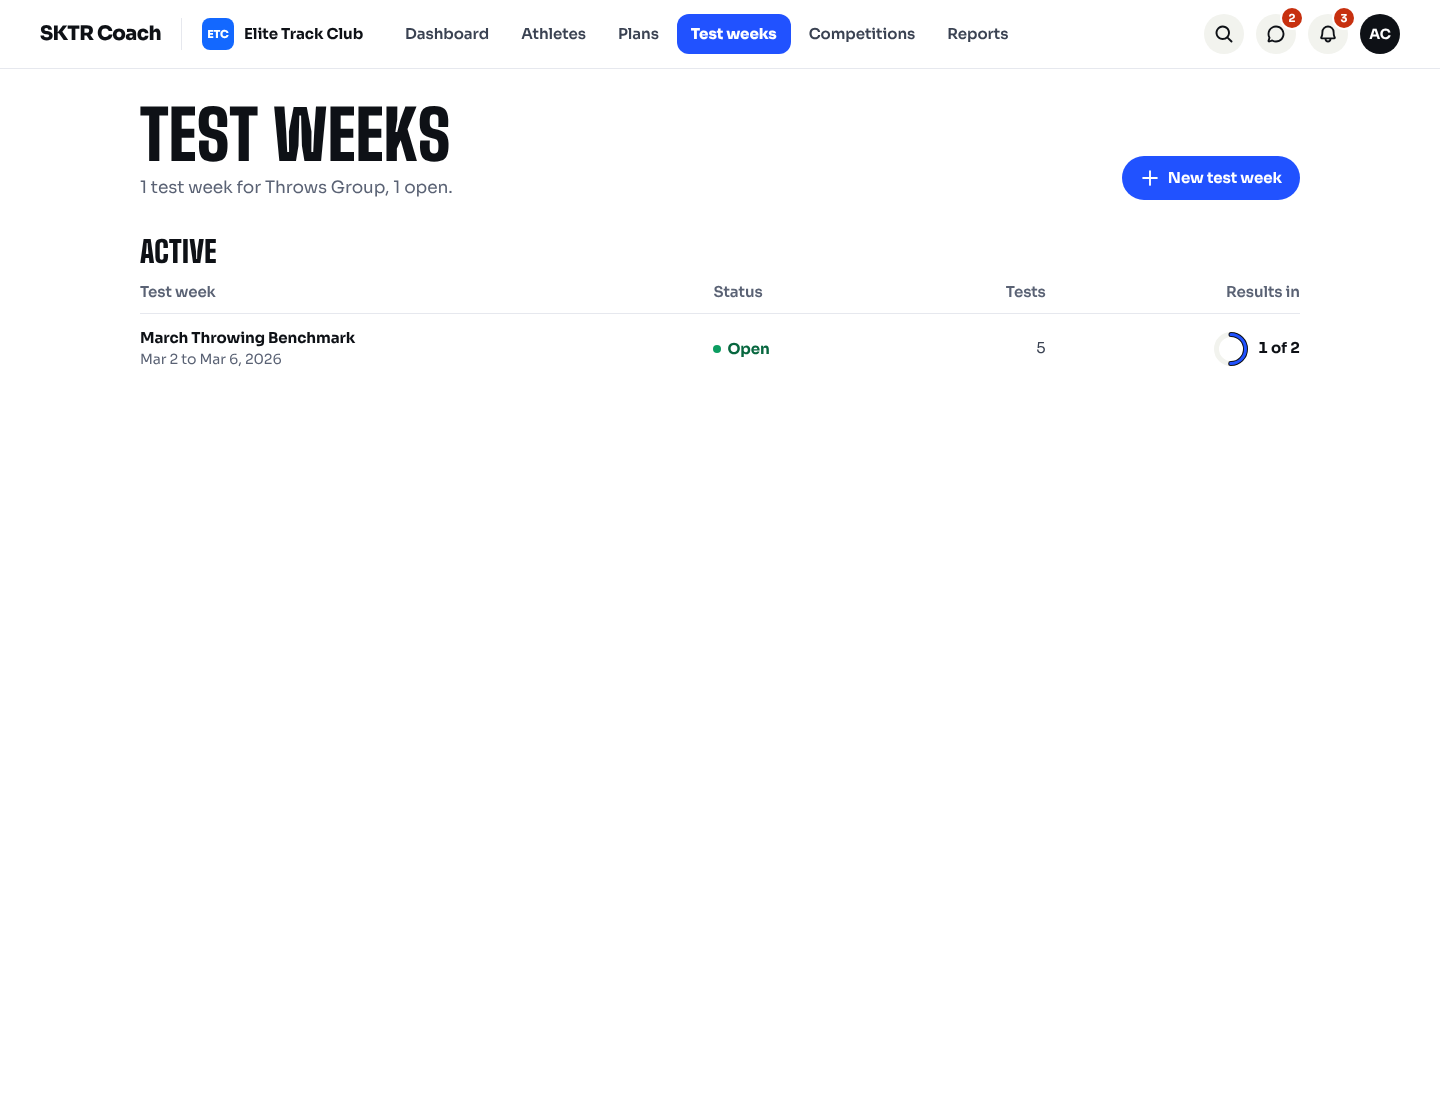 SKTR Coach
ETC Elite Track Club
Dashboard Athletes Plans Test weeks Competitions Reports
2 3 AC
TEST WEEKS
1 test week for Throws Group, 1 open.
New test week
ACTIVE
Test week Status Tests Results in
March Throwing Benchmark
Mar 2 to Mar 6, 2026
Open 5 1 of 2